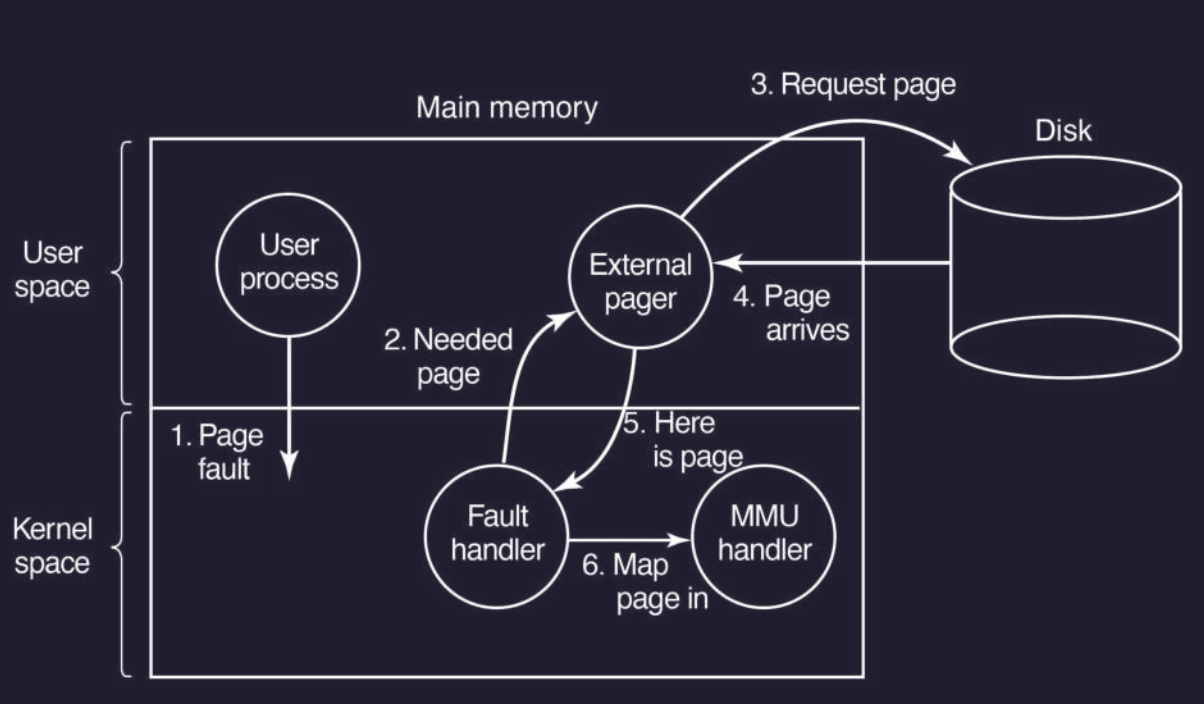 3. Request page
Main memory
Disk
User
space
User
process
External
pager
4. Page
arrives
2. Needed
page
1. Page
fault
5. Here
is page
Kernel
space
Fault
handler
MMU
handler
6. Map
page in